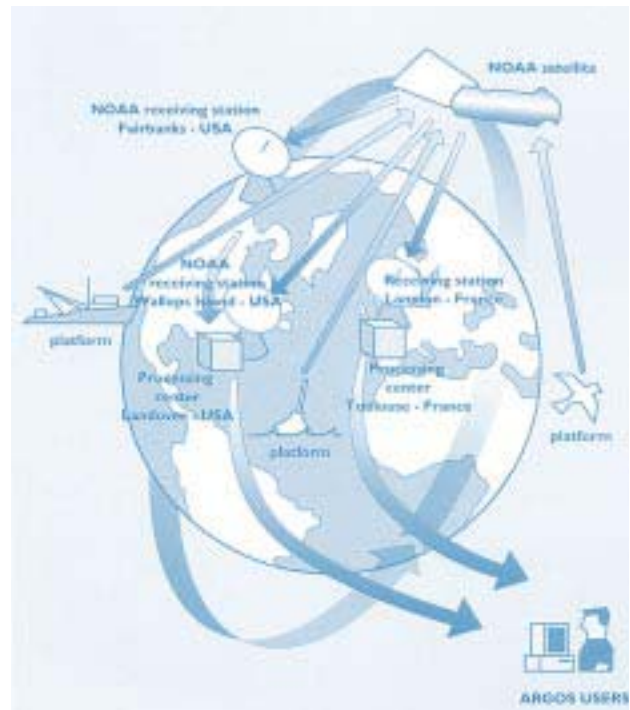 NOAA satellite
NOAA receiving station
Fairbanks - USA
NOAA
receiving station
Wallops Island - USA
Receiving station
Lannion - France
platform
Processing
center
Landover - USA
Processing
center
Toulouse - France
platform
platform
ARGOS USERS